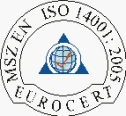 MSZ EN ISO 14001: 2005
EUROCERT